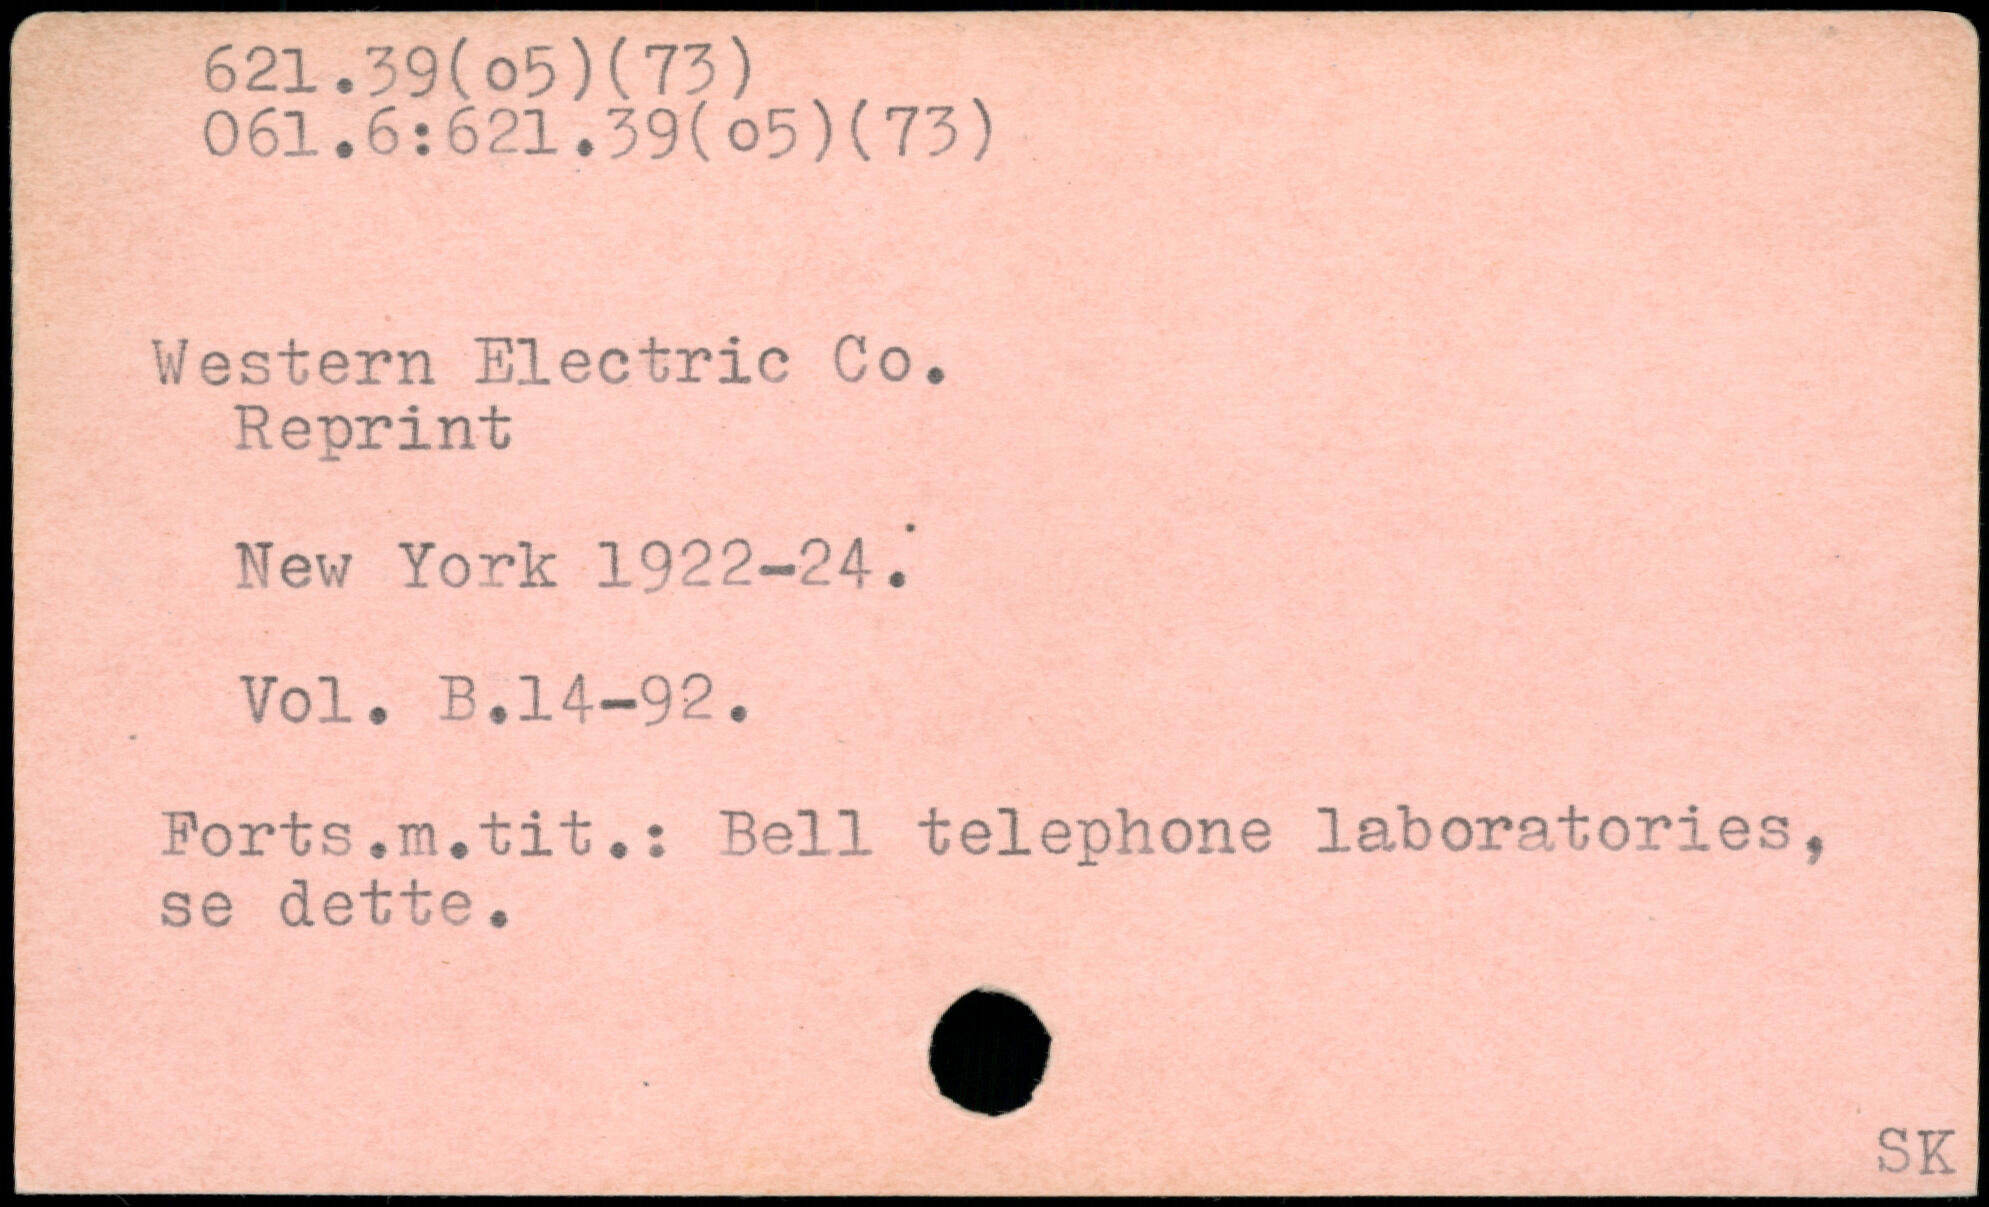 621.39(o5)(73)
061.6:621.39(o5)(73)
Western Electric Co.
Reprint
New York 1922-24.
Vol. B.14-92.
Forts.m.tit.: Bell telephone laboratories,
se dette.
SK